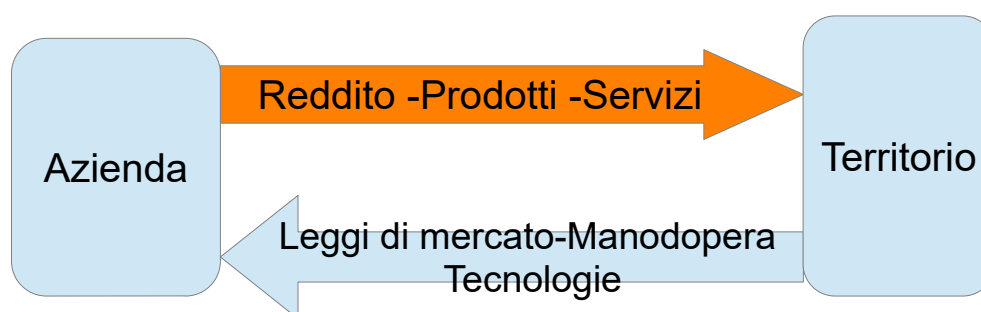 Reddito -Prodotti -Servizi
Azienda
Territorio
Leggi di mercato-Manodopera
Tecnologie